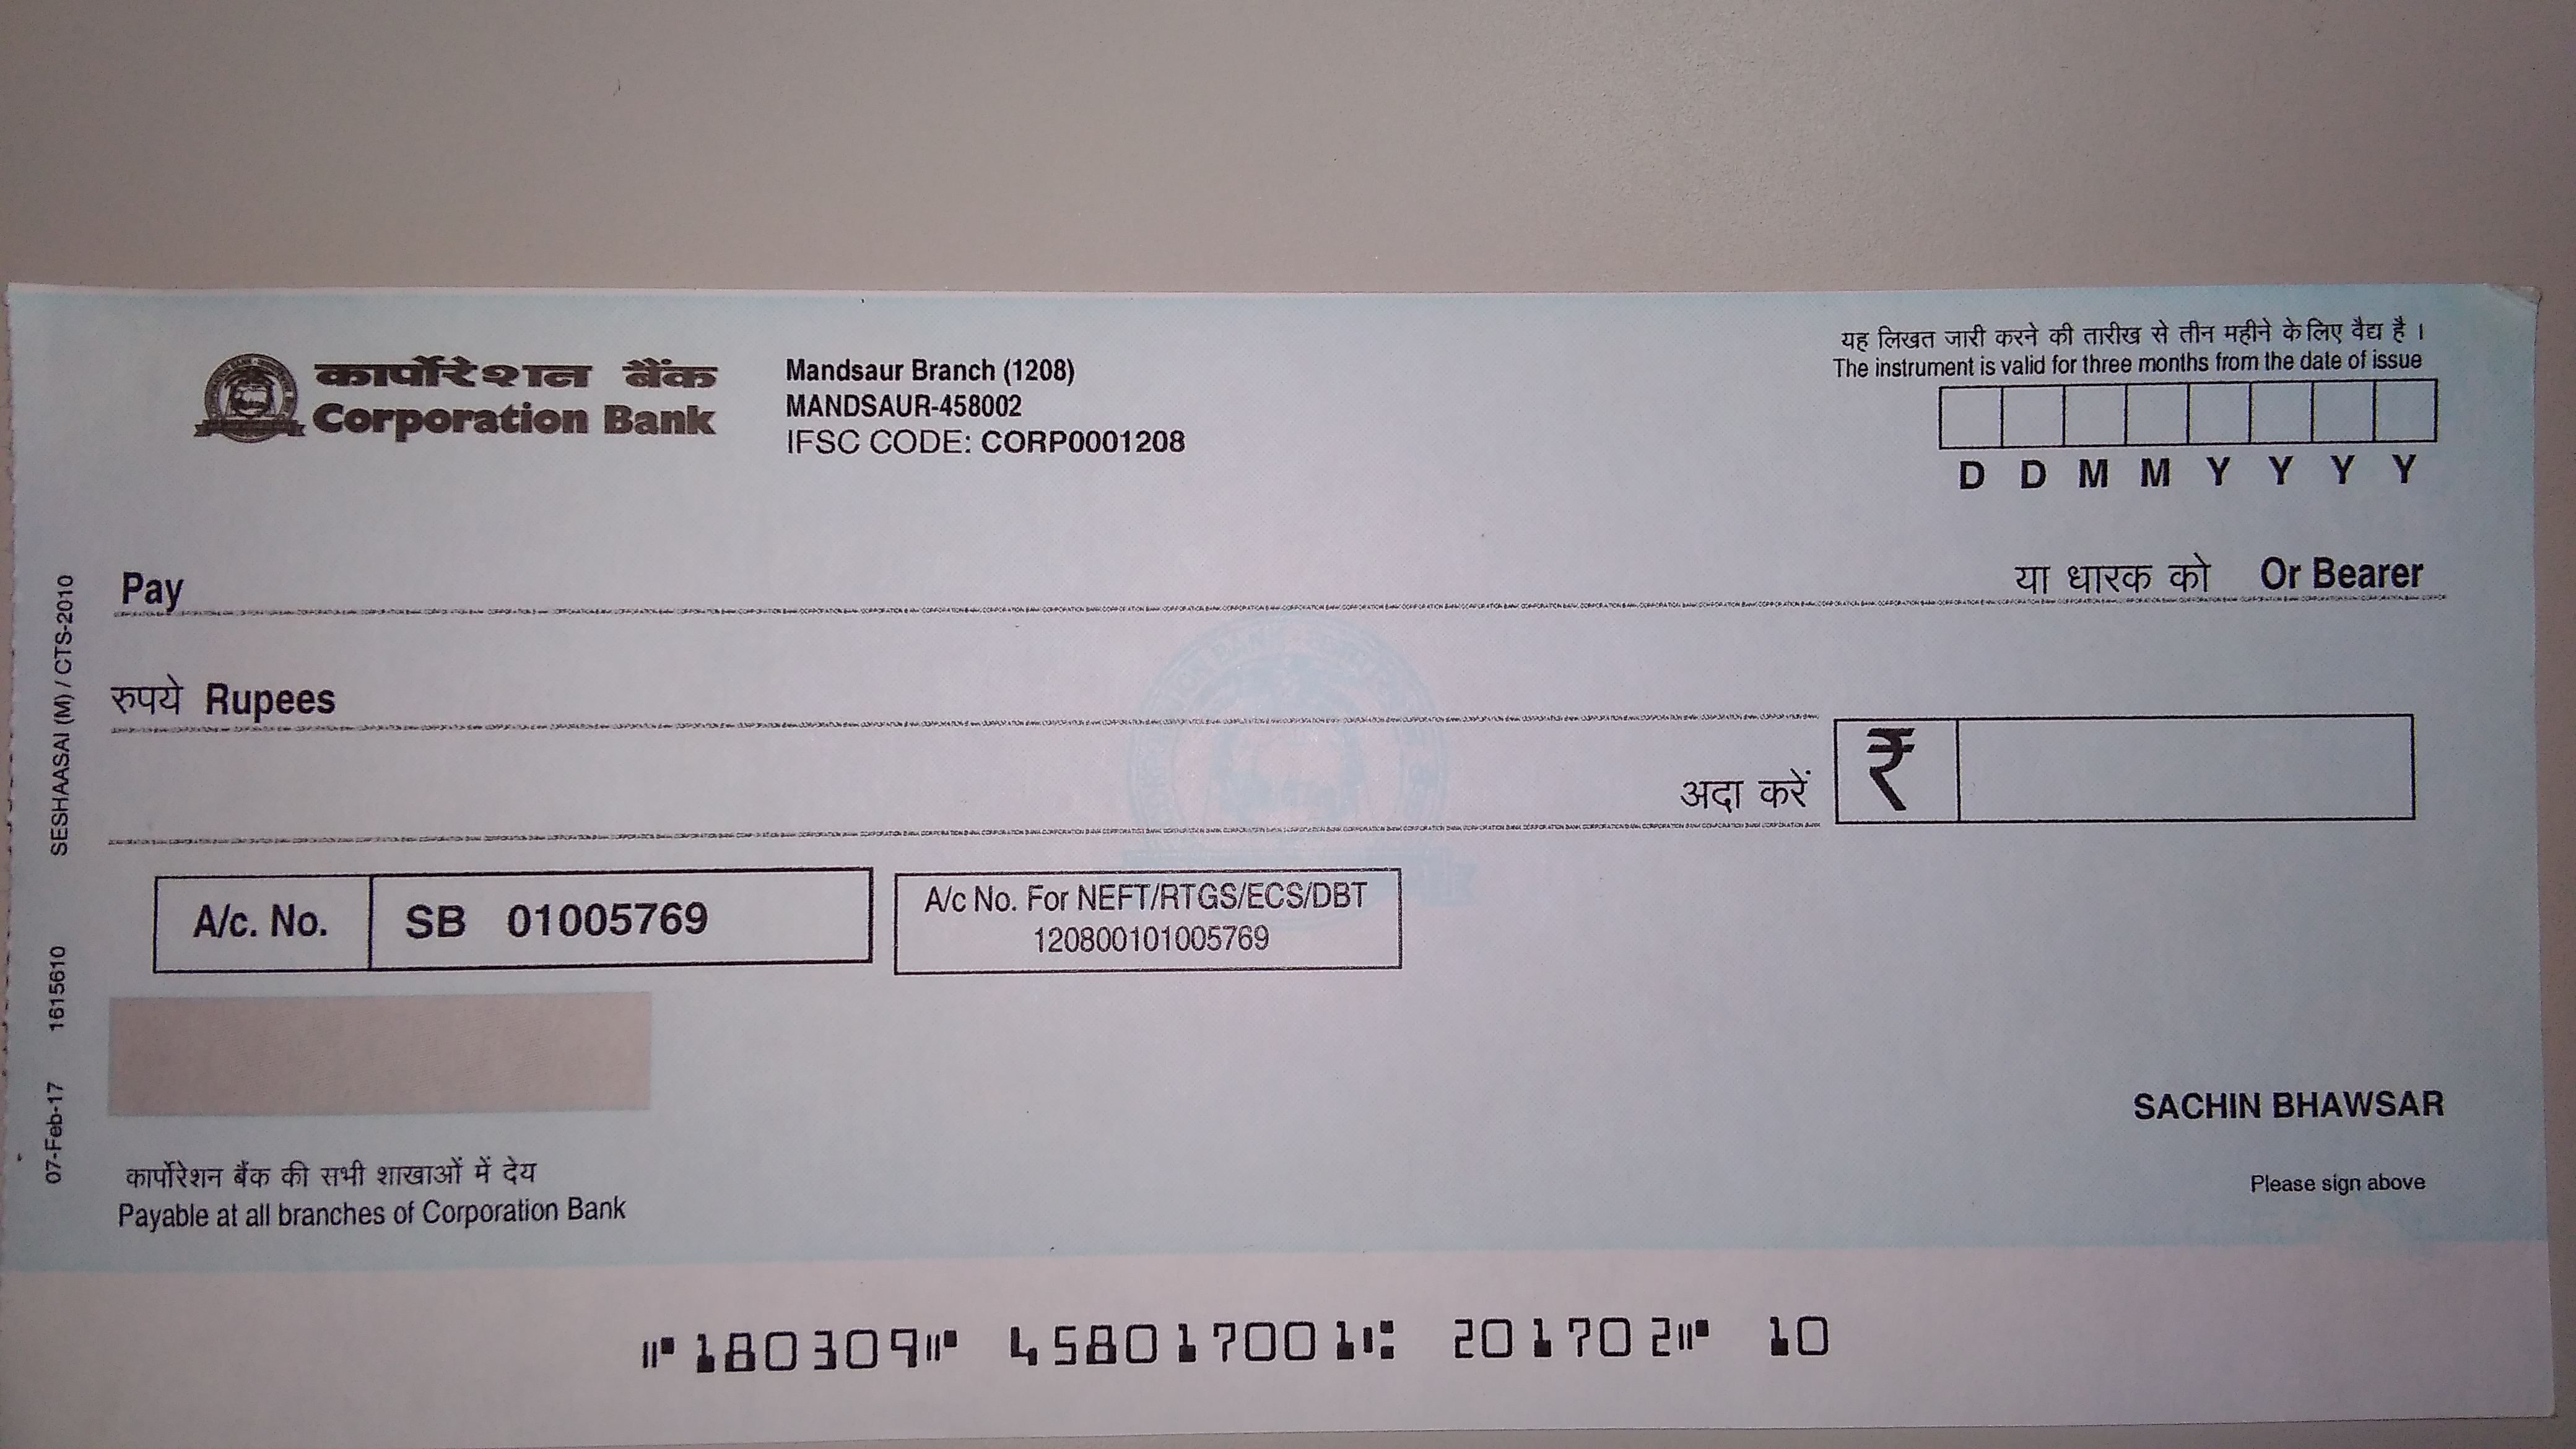 कार्पोरेशन बैंक
Corporation Bank
Mandsaur Branch (1208)
MANDSAUR-458002
IFSC CODE: CORP0001208
यह लिखत जारी करने की तारीख से तीन महीने के लिए वैद्य है ।
The instrument is valid for three months from the date of issue
D D M M Y Y Y Y
Pay या धारक को Or Bearer
रुपये Rupees
अदा करें ₹
A/c. No. SB 01005769
A/c No. For NEFT/RTGS/ECS/DBT
120800101005769
SACHIN BHAWSAR
Please sign above
कार्पोरेशन बैंक की सभी शाखाओं में देय
Payable at all branches of Corporation Bank
07-Feb-17 1615610 SESHAASAI (M) / CTS-2010
⑈180309⑈ 458017001⑆ 201702⑈ 10